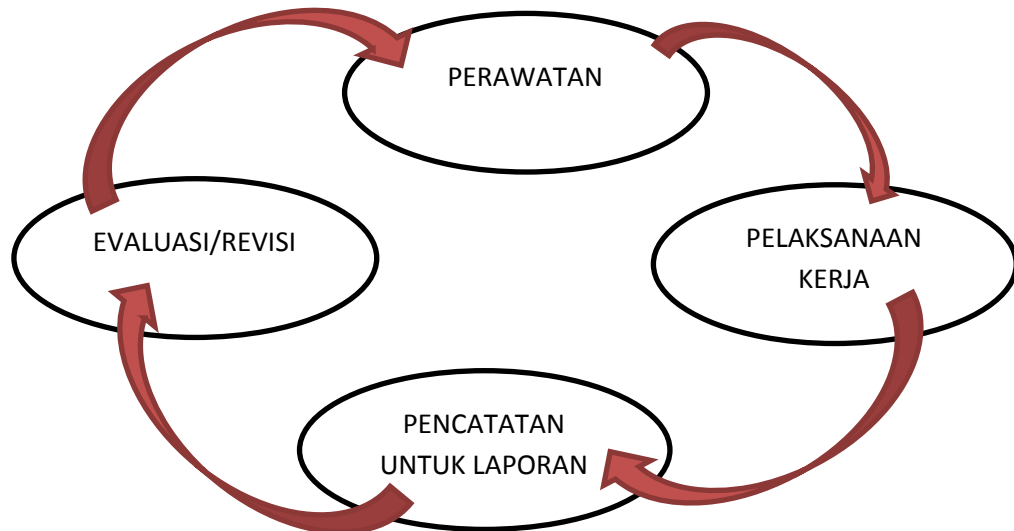 PERAWATAN
PELAKSANAAN
KERJA
PENCATATAN
UNTUK LAPORAN
EVALUASI/REVISI